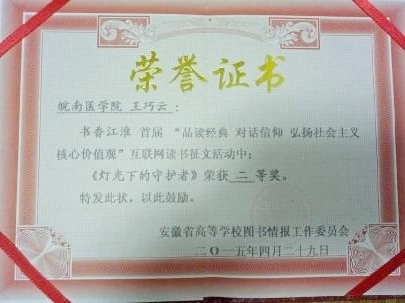 荣誉证书
皖南医学院 王巧云：
书香江淮 首届 “品读经典 对话信仰 弘扬社会主义
核心价值观”互联网读书征文活动中；
《灯光下的守护者》荣获 二 等奖。
特发此状，以此鼓励。
安徽省高等学校图书情报工作委员会
二〇一五年四月二十九日